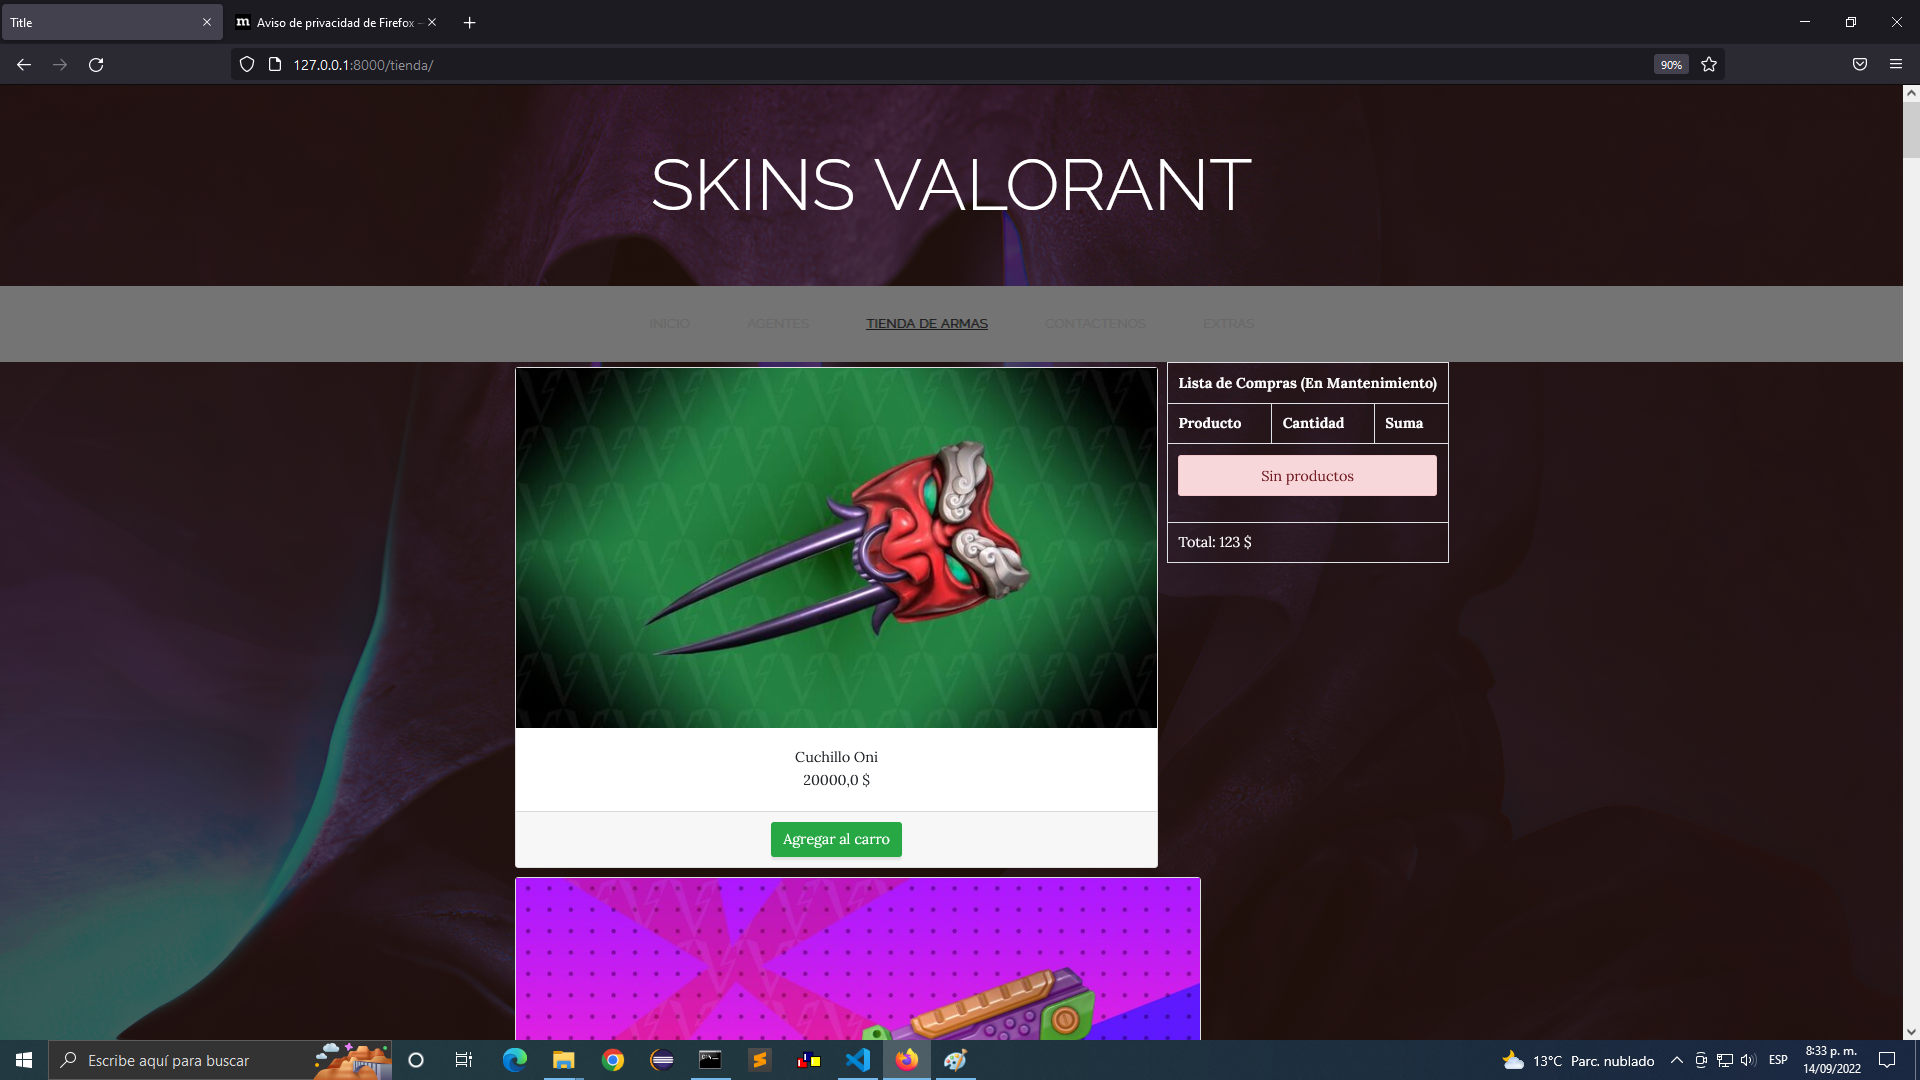 Title
m Aviso de privacidad de Firefox —
127.0.0.1:8000/tienda/
90%
SKINS VALORANT
INICIO
AGENTES
TIENDA DE ARMAS
CONTACTENOS
EXTRAS
Lista de Compras (En Mantenimiento)
Producto Cantidad Suma
Sin productos
Total: 123 $
Cuchillo Oni
20000,0 $
Agregar al carro
Escribe aquí para buscar
13°C Parc. nublado
ESP
8:33 p. m.
14/09/2022